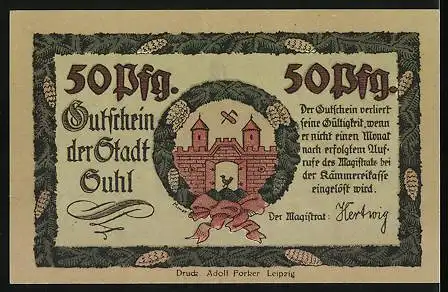 50 Pfg. 50 Pfg.
Gutschein
der Stadt
Suhl
Der Gutschein verliert
seine Gültigkeit, wenn
er nicht einen Monat
nach erfolgtem Auf-
rufe des Magistrats bei
der Kämmereikasse
eingelöst wird.
Der Magistrat: Hertwig
Druck Adolf Forker Leipzig